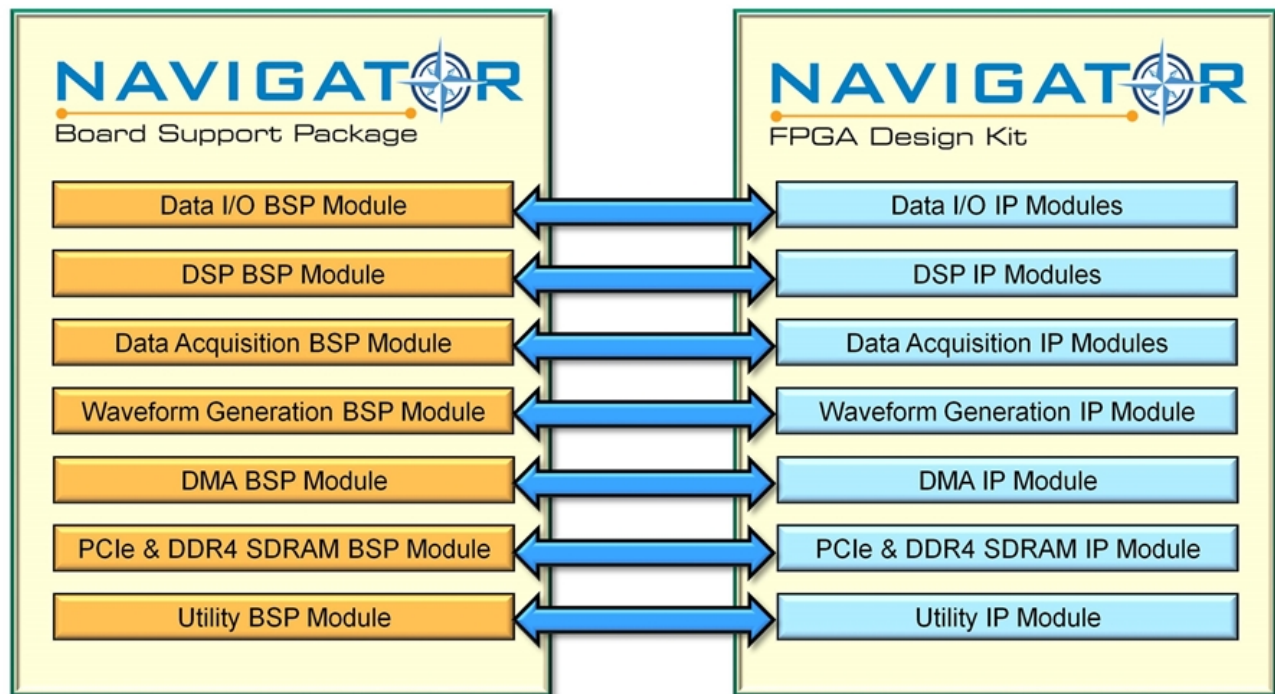 NAVIGATOR
Board Support Package
Data I/O BSP Module
DSP BSP Module
Data Acquisition BSP Module
Waveform Generation BSP Module
DMA BSP Module
PCIe & DDR4 SDRAM BSP Module
Utility BSP Module
NAVIGATOR
FPGA Design Kit
Data I/O IP Modules
DSP IP Modules
Data Acquisition IP Modules
Waveform Generation IP Module
DMA IP Module
PCIe & DDR4 SDRAM IP Module
Utility IP Module